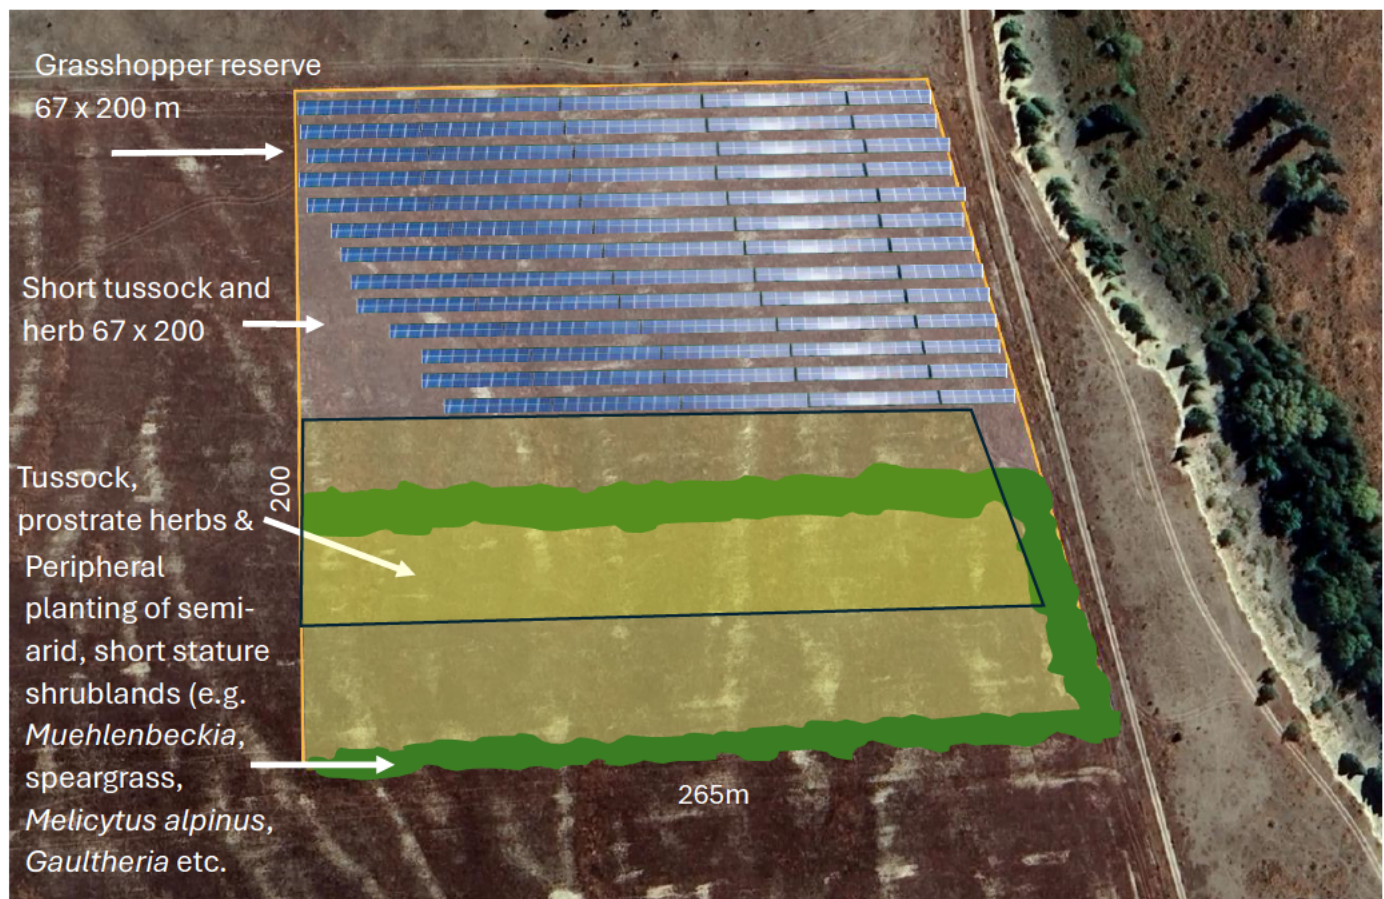 Grasshopper reserve
67 x 200 m
Short tussock and
herb 67 x 200
200
Tussock,
prostrate herbs &
Peripheral
planting of semi-
arid, short stature
shrublands (e.g.
Muehlenbeckia,
speargrass,
Melicytus alpinus,
Gaultheria etc.
265m